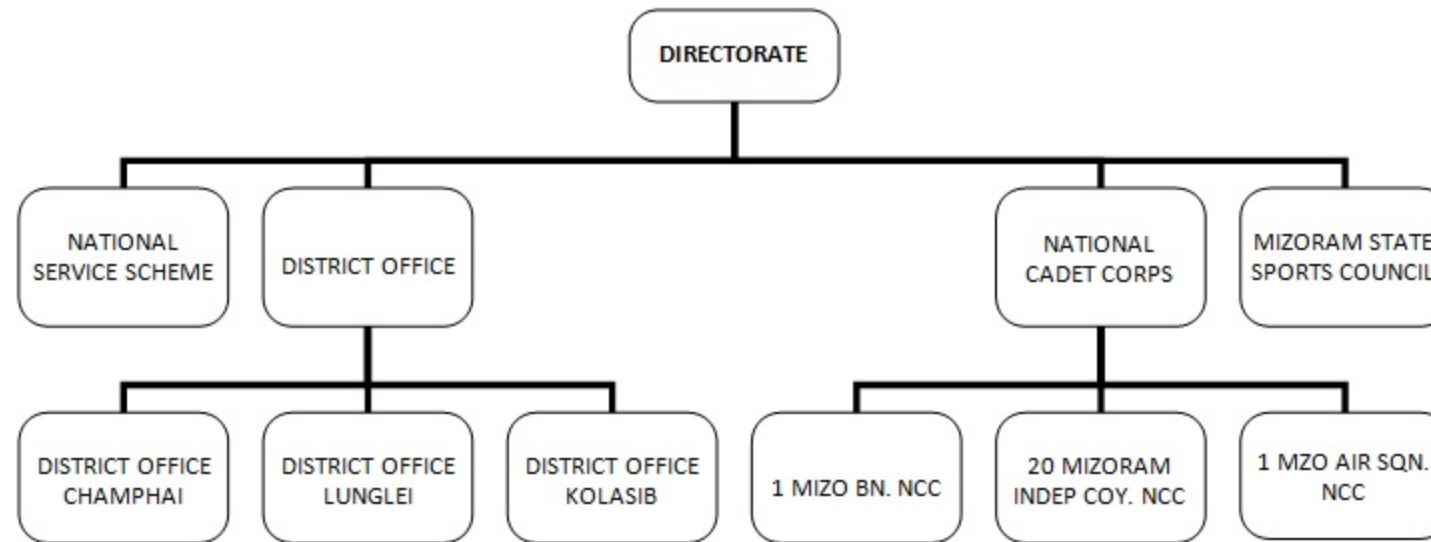 DIRECTORATE
NATIONAL
SERVICE SCHEME
DISTRICT OFFICE
NATIONAL
CADET CORPS
MIZORAM STATE
SPORTS COUNCIL
DISTRICT OFFICE
CHAMPHAI
DISTRICT OFFICE
LUNGLEI
DISTRICT OFFICE
KOLASIB
1 MIZO BN. NCC
20 MIZORAM
INDEP COY. NCC
1 MZO AIR SQN.
NCC